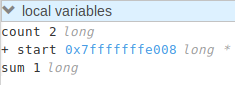 local variables
count 2 long
+ start 0x7fffffffe008 long *
sum 1 long